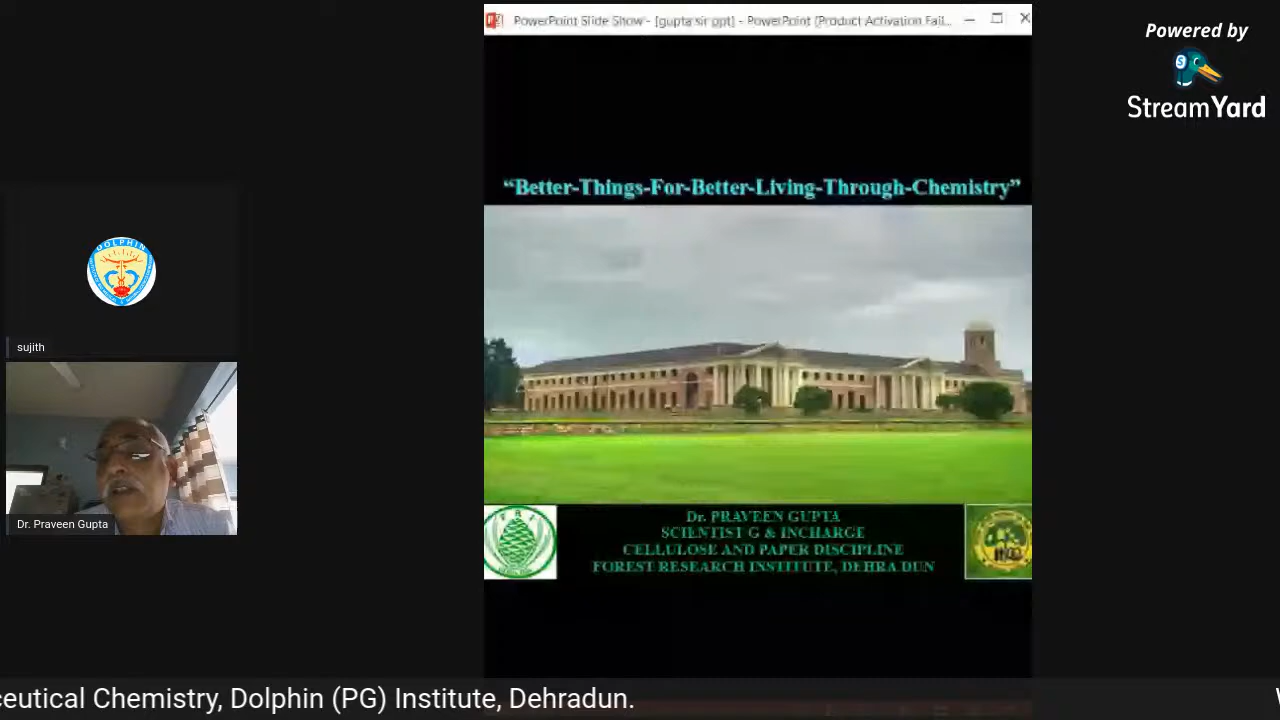 PowerPoint Slide Show - [gupta sir ppt] - PowerPoint (Product Activation Fail...
Powered by
StreamYard
“Better-Things-For-Better-Living-Through-Chemistry”
DOLPHIN
sujith
Dr. Praveen Gupta
Dr. PRAVEEN GUPTA
SCIENTIST G & INCHARGE
CELLULOSE AND PAPER DISCIPLINE
FOREST RESEARCH INSTITUTE, DEHRA DUN
ceutical Chemistry, Dolphin (PG) Institute, Dehradun.